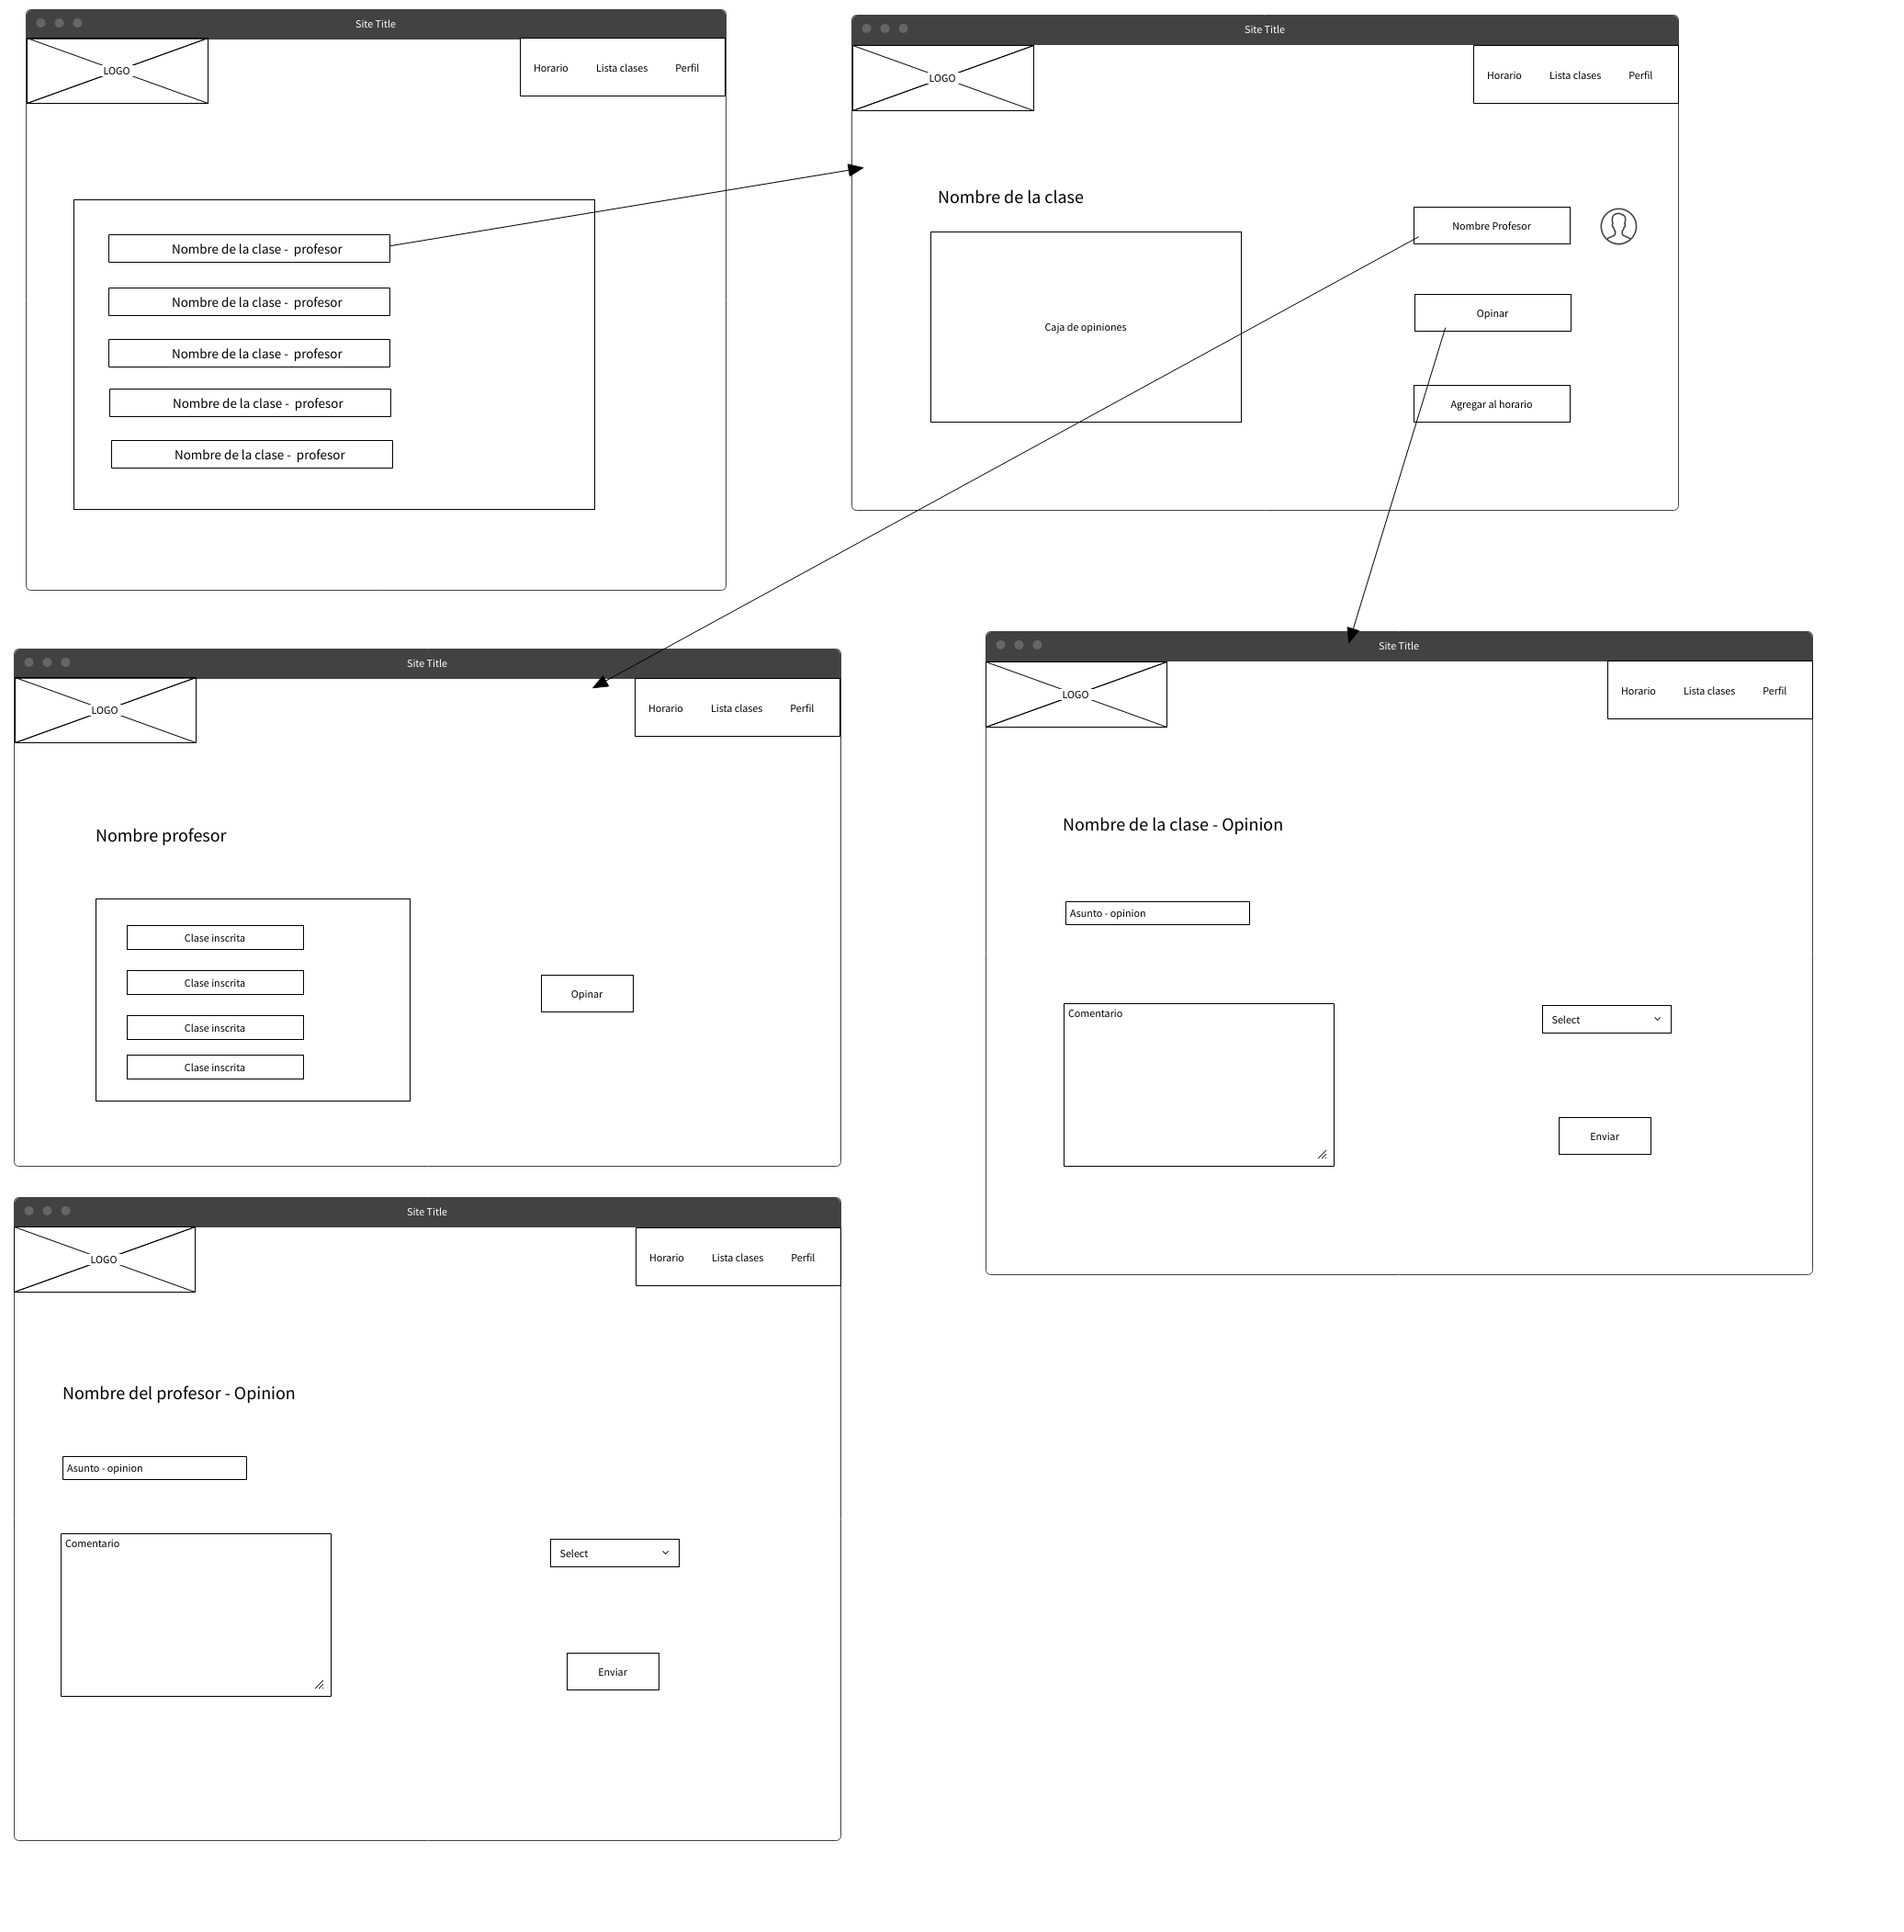 Site Title
LOGO
Horario
Lista clases
Perfil
Nombre de la clase - profesor
Nombre de la clase - profesor
Nombre de la clase - profesor
Nombre de la clase - profesor
Nombre de la clase - profesor
Site Title
LOGO
Horario
Lista clases
Perfil
Nombre de la clase
Caja de opiniones
Nombre Profesor
Opinar
Agregar al horario
Site Title
LOGO
Horario
Lista clases
Perfil
Nombre profesor
Clase inscrita
Clase inscrita
Clase inscrita
Clase inscrita
Opinar
Site Title
LOGO
Horario
Lista clases
Perfil
Nombre de la clase - Opinion
Asunto - opinion
Comentario
Select
Enviar
Site Title
LOGO
Horario
Lista clases
Perfil
Nombre del profesor - Opinion
Asunto - opinion
Comentario
Select
Enviar